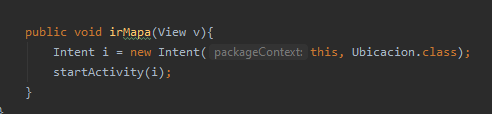 public void irMapa(View v){
Intent i = new Intent( packageContext: this, Ubicacion.class);
startActivity(i);
}
}